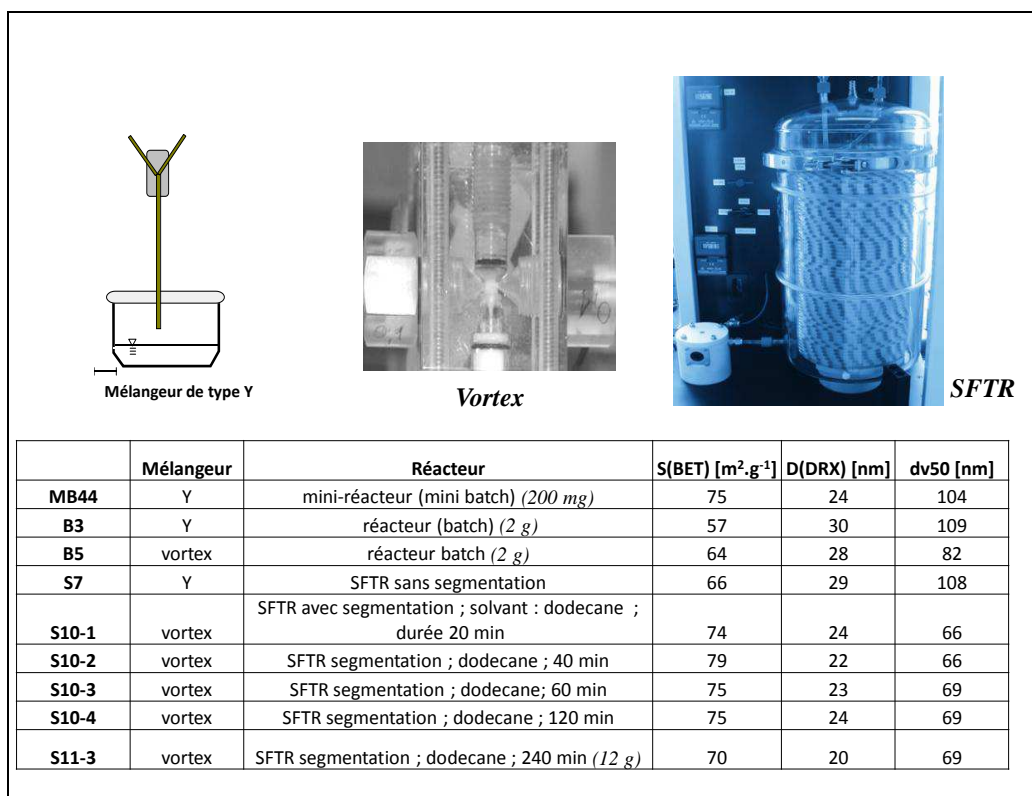 Mélangeur de type Y
Vortex
SFTR
Mélangeur Réacteur S(BET) [m².g⁻¹] D(DRX) [nm] dv50 [nm]
MB44 Y mini-réacteur (mini batch) (200 mg) 75 24 104
B3 Y réacteur (batch) (2 g) 57 30 109
B5 vortex réacteur batch (2 g) 64 28 82
S7 Y SFTR sans segmentation 66 29 108
SFTR avec segmentation ; solvant : dodecane ;
S10-1 vortex durée 20 min 74 24 66
S10-2 vortex SFTR segmentation ; dodecane ; 40 min 79 22 66
S10-3 vortex SFTR segmentation ; dodecane; 60 min 75 23 69
S10-4 vortex SFTR segmentation ; dodecane ; 120 min 75 24 69
S11-3 vortex SFTR segmentation ; dodecane ; 240 min (12 g) 70 20 69